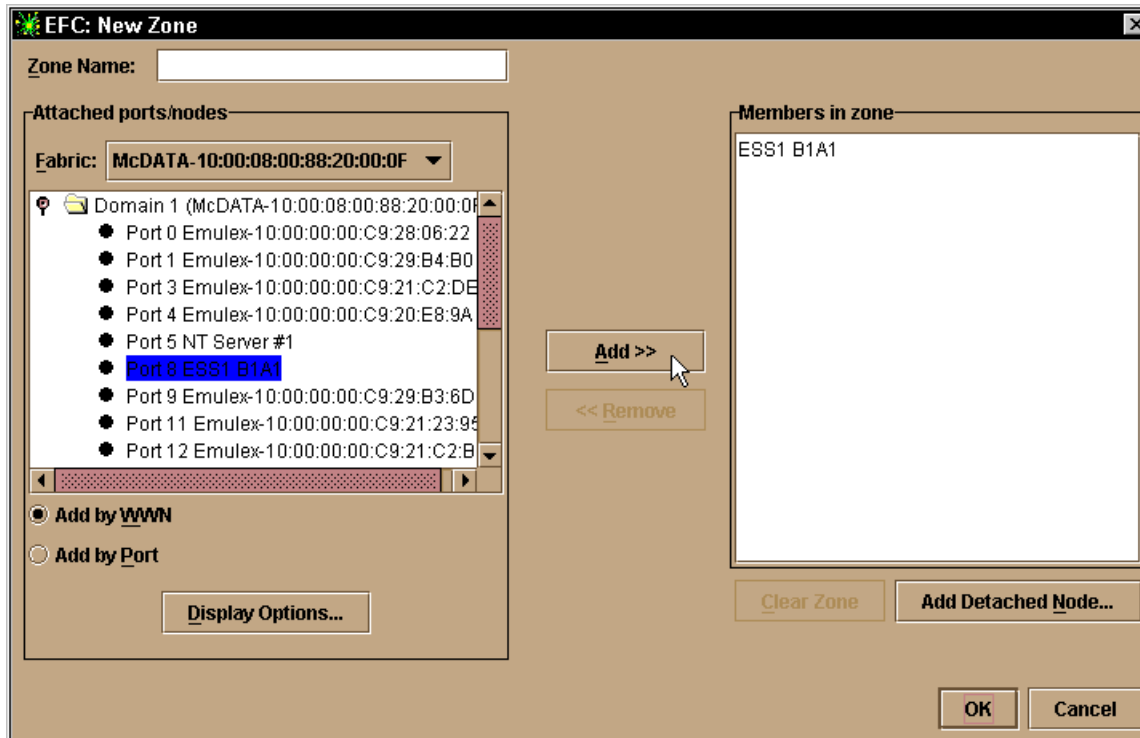 EFC: New Zone
Zone Name:
Attached ports/nodes
Fabric: McDATA-10:00:08:00:88:20:00:0F
Domain 1 (McDATA-10:00:08:00:88:20:00:0F
Port 0 Emulex-10:00:00:00:C9:28:06:22
Port 1 Emulex-10:00:00:00:C9:29:B4:B0
Port 3 Emulex-10:00:00:00:C9:21:C2:DE
Port 4 Emulex-10:00:00:00:C9:20:E8:9A
Port 5 NT Server #1
Port 8 ESS1 B1A1
Port 9 Emulex-10:00:00:00:C9:29:B3:6D
Port 11 Emulex-10:00:00:00:C9:21:23:95
Port 12 Emulex-10:00:00:00:C9:21:C2:B
Add by WWN
Add by Port
Display Options...
Add >>
<< Remove
Members in zone
ESS1 B1A1
Clear Zone
Add Detached Node...
OK
Cancel